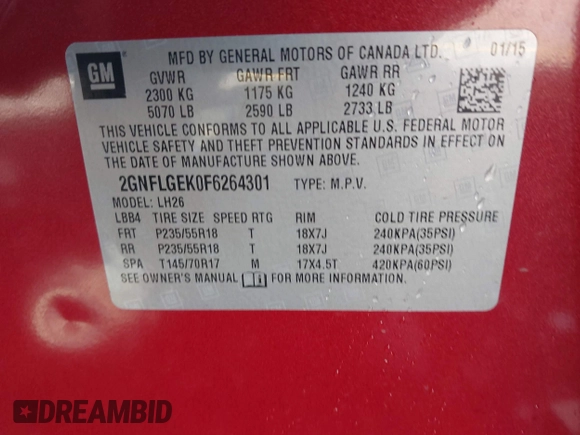 GM
MFD BY GENERAL MOTORS OF CANADA LTD. 01/15
GVWR GAWR FRT GAWR RR
2300 KG 1175 KG 1240 KG
5070 LB 2590 LB 2733 LB
THIS VEHICLE CONFORMS TO ALL APPLICABLE U.S. FEDERAL MOTOR
VEHICLE SAFETY AND THEFT PREVENTION STANDARDS IN EFFECT ON
THE DATE OF MANUFACTURE SHOWN ABOVE.
2GNFLGEK0F6264301 TYPE: M.P.V.
MODEL: LH26
LBB4 TIRE SIZE SPEED RTG RIM COLD TIRE PRESSURE
FRT P235/55R18 T 18X7J 240KPA(35PSI)
RR P235/55R18 T 18X7J 240KPA(35PSI)
SPA T145/70R17 M 17X4.5T 420KPA(60PSI)
SEE OWNER'S MANUAL FOR MORE INFORMATION.
DREAMBID